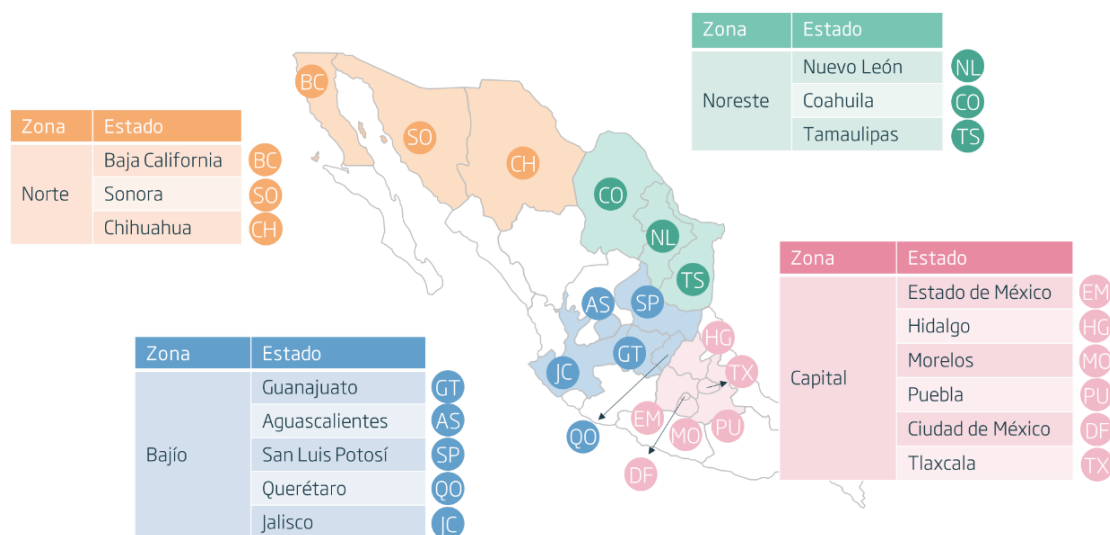 Zona Estado
Noreste
Nuevo León NL
Coahuila CO
Tamaulipas TS
Zona Estado
Norte
Baja California BC
Sonora SO
Chihuahua CH
BC
SO
CH
CO
NL
TS
AS
SP
GT
JC
QO
HG
TX
EM
MO
PU
DF
Zona Estado
Capital
Estado de México EM
Hidalgo HG
Morelos MO
Puebla PU
Ciudad de México DF
Tlaxcala TX
Zona Estado
Bajío
Guanajuato GT
Aguascalientes AS
San Luis Potosí SP
Querétaro QO
Jalisco JC